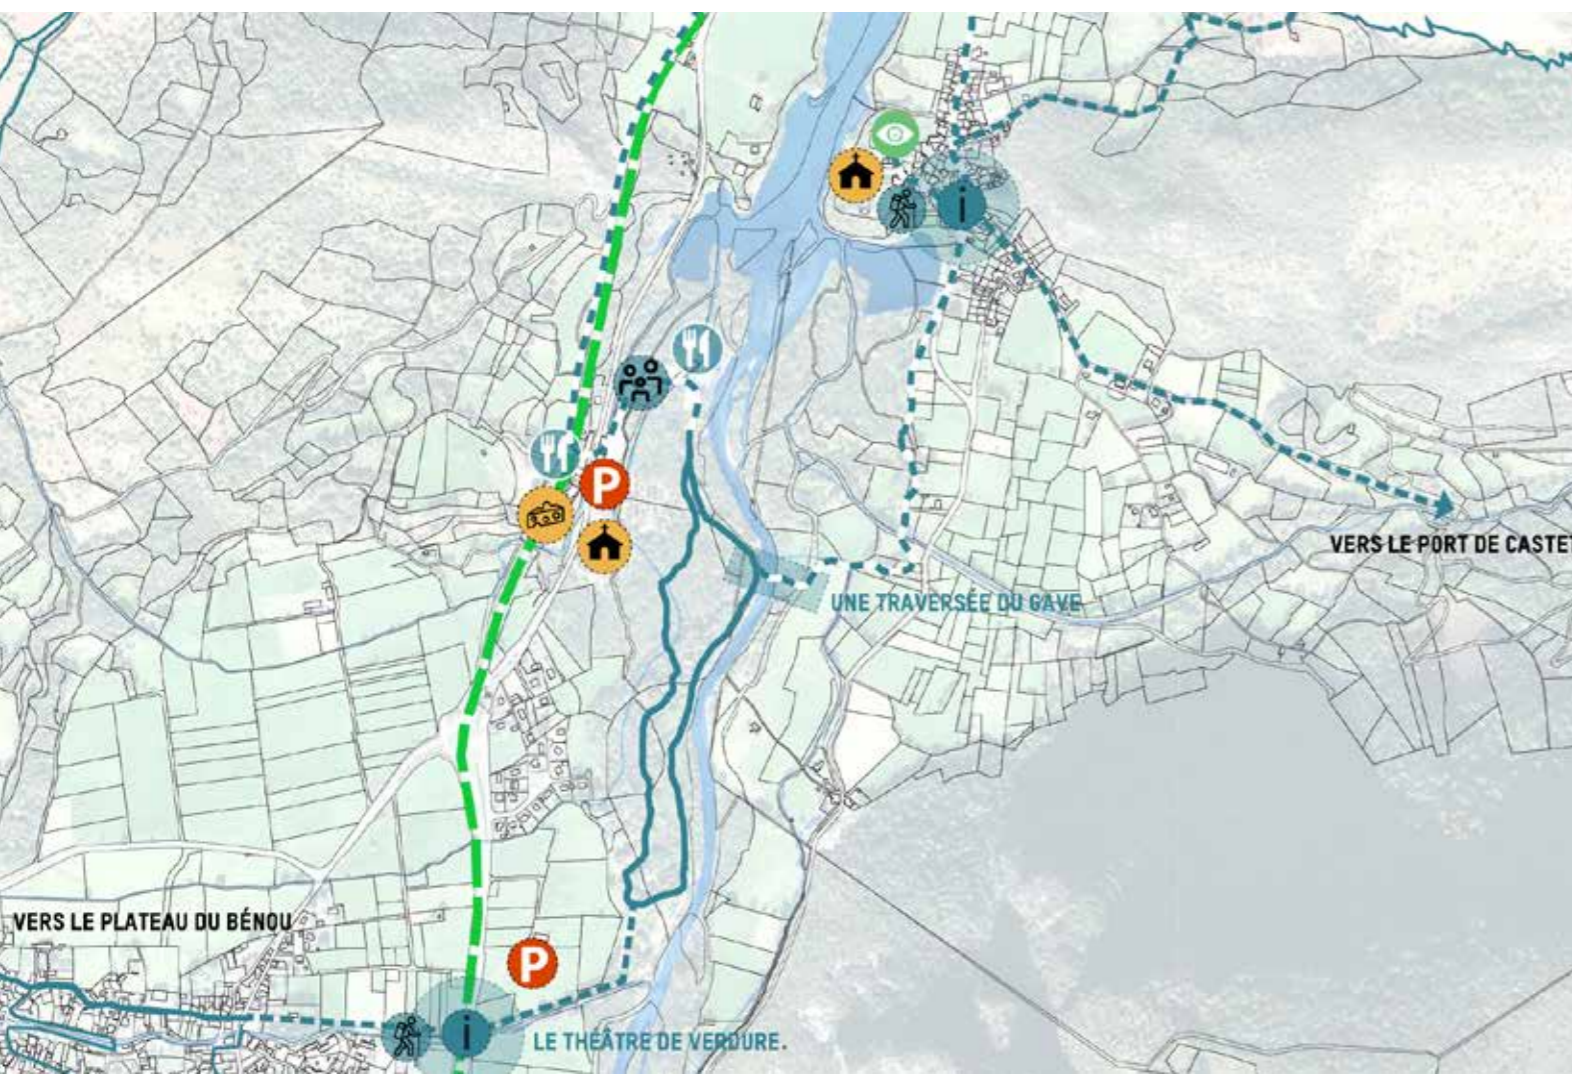 i
P
VERS LE PORT DE CASTET
UNE TRAVERSÉE DU GAVE
VERS LE PLATEAU DU BÉNOU
P
i
LE THÉÂTRE DE VERDURE.